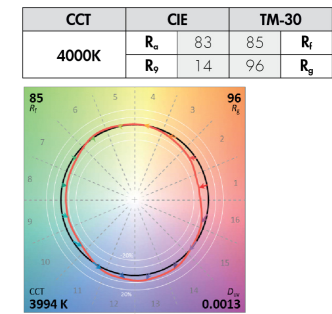 CCT CIE TM-30
4000K Ra 83 85 Rf
R9 14 96 Rg
85 96
Rf Rg
5 4
6 3
7 2
8 1
9 16
10 15
11 14
12 13
20%
CCT Duv
3994 K 0.0013